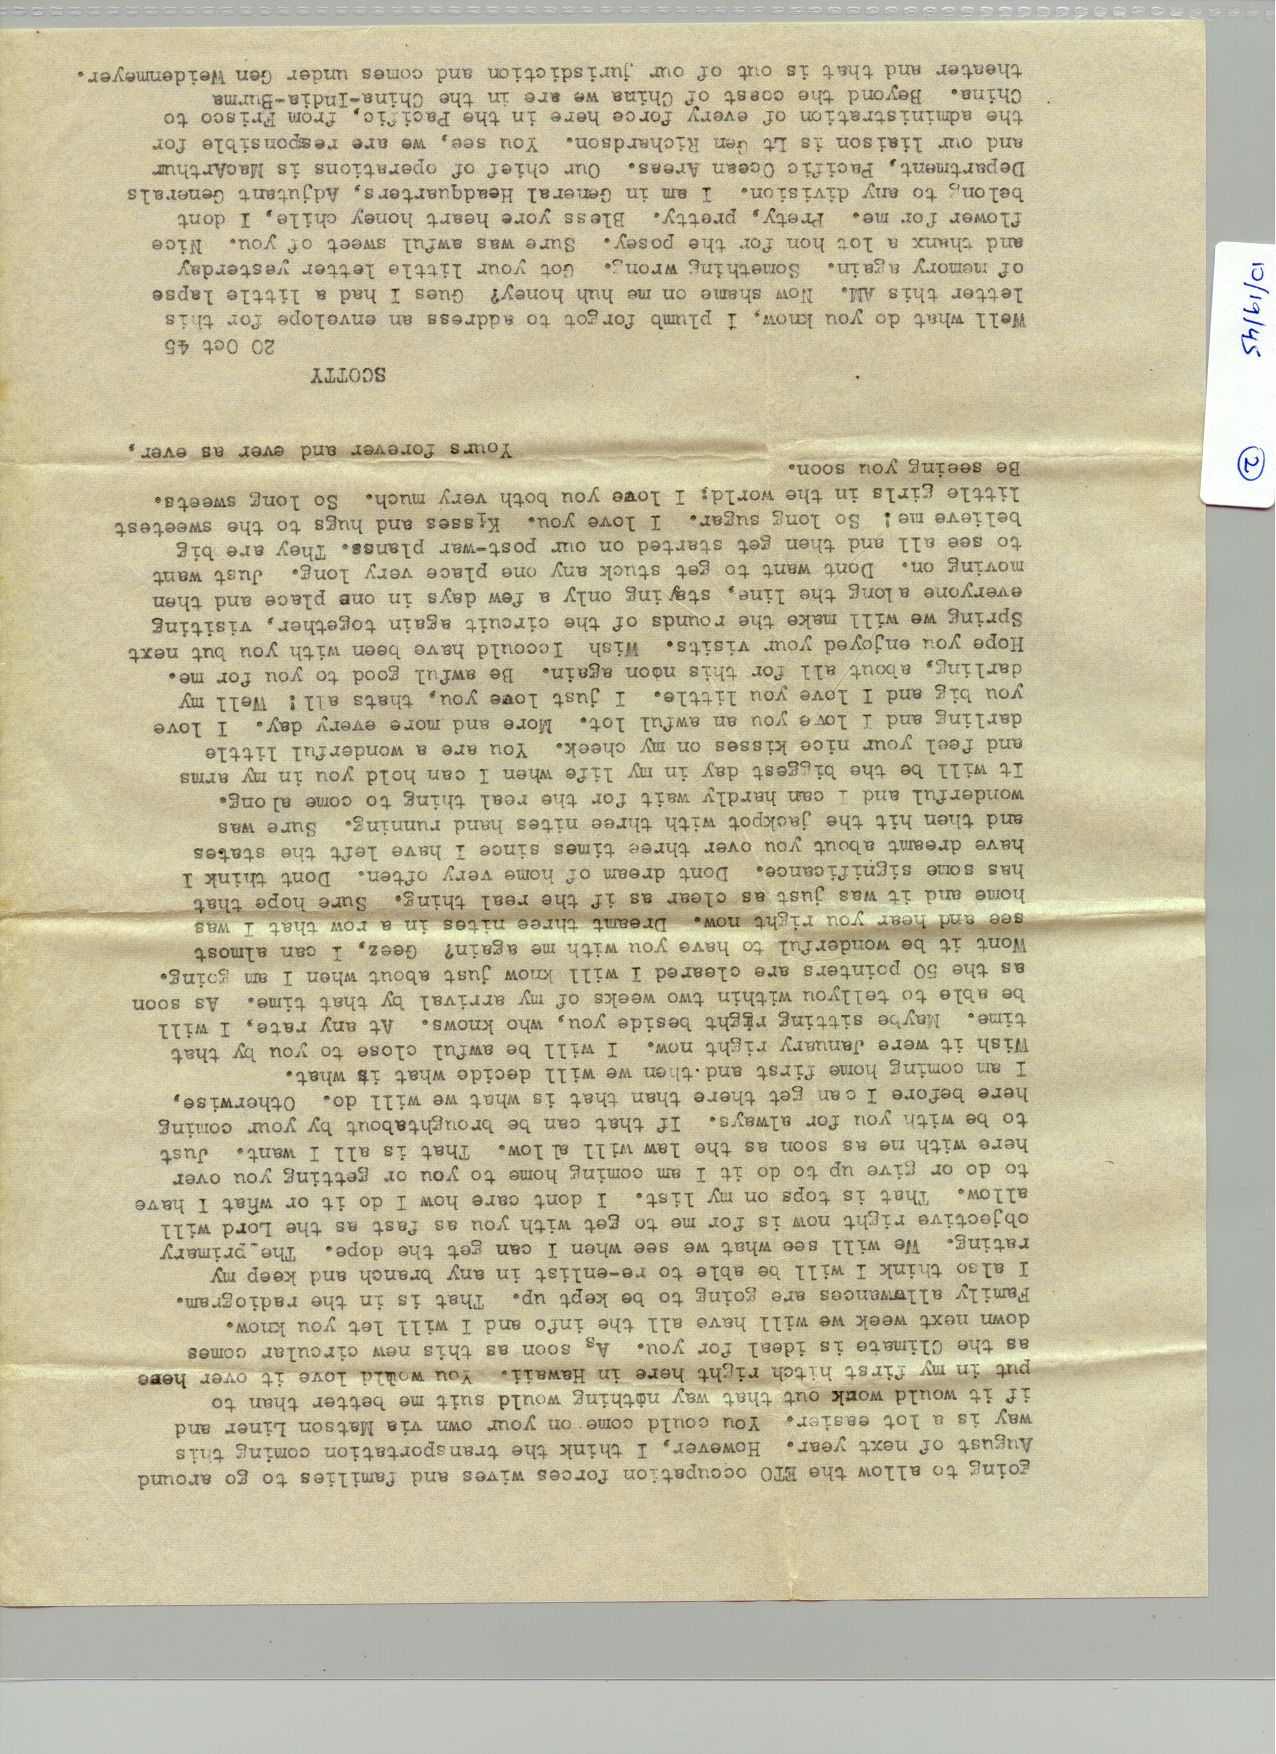 going to allow the ETO occupation forces wives and families to go around
August of next year.  However, I think the transportation coming this
way is a lot easier.  You could come on your own via Matson Liner and
if it would work out that way nothing would suit me better than to
put in my first hitch right here in Hawaii.  You would love it over here
as the Climate is ideal for you.  As soon as this new circular comes
down next week we will have all the info and I will let you know.
Family allowances are going to be kept up.  That is in the radiogram.
I also think I will be able to re-enlist in any branch and keep my
rating.  We will see what we see when I can get the dope.  The primary
objective right now is for me to get with you as fast as the Lord will
allow.  That is tops on my list.  I dont care how I do it or what I have
to do or give up to do it I am coming home to you or getting you over
here with me as soon as the law will allow.  That is all I want.  Just
to be with you for always.  If that can be broughtabout by your coming
here before I can get there than that is what we will do.  Otherwise,
I am coming home first and then we will decide what is what.
Wish it were January right now.  I will be awful close to you by that
time.  Maybe sitting right beside you, who knows.  At any rate, I will
be able to tellyou within two weeks of my arrival by that time.  As soon
as the 50 pointers are cleared I will know just about when I am going.
Wont it be wonderful to have you with me again?  Geez, I can almost
see and hear you right now.  Dreamt three nites in a row that I was
home and it was just as clear as if the real thing.  Sure hope that
has some significance.  Dont dream of home very often.  Dont think I
have dreamt about you over three times since I have left the states
and then hit the jackpot with three nites hand running.  Sure was
wonderful and I can hardly wait for the real thing to come along.
It will be the biggest day in my life when I can hold you in my arms
and feel your nice kisses on my cheek.  You are a wonderful little
darling and I love you an awful lot.  More and more every day.  I love
you big and I love you little.  I just love you, thats all!  Well my
darling, about all for this noon again.  Be awful good to you for me.
Hope you enjoyed your visits.  Wish Iccould have been with you but next
Spring we will make the rounds of the circuit again together, visiting
everyone along the line, staying only a few days in one place and then
moving on.  Dont want to get stuck any one place very long.  Just want
to see all and then get started on our post-war planss.  They are big
believe me!  So long sugar.  I love you.  Kisses and hugs to the sweetest
little girls in the world; I love you both very much.  So long sweets.
Be seeing you soon.
Yours forever and ever as ever,
SCOTTY
20 Oct 45
Well what do you know, I plumb forgot to address an envelope for this
letter this AM.  Now shame on me huh honey?  Gues I had a little lapse
of memory again.  Something wrong.  Got your little letter yesterday
and thanx a lot hon for the posey.  Sure was awful sweet of you.  Nice
flower for me.  Prety, pretty.  Bless yore heart honey chile, I dont
belong to any division.  I am in General Headquarters, Adjutant Generals
Department, Pacific Ocean Areas.  Our chief of operations is MacArthur
and our liaison is Lt Gen Richardson.  You see, we are responsible for
the administration of every force here in the Pacific, from Frisco to
China.  Beyond the coast of China we are in the China-India-Burma
theater and that is out of our jurisdiction and comes under Gen Weidenmeyer.
10/19/45
2